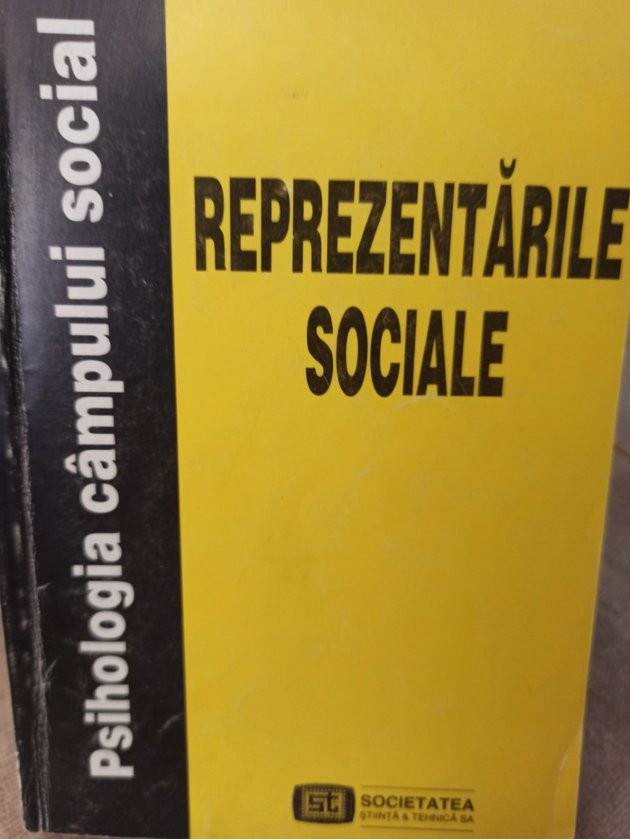 Psihologia câmpului social
REPREZENTĂRILE
SOCIALE
st
SOCIETATEA
ȘTIINȚĂ & TEHNICĂ SA